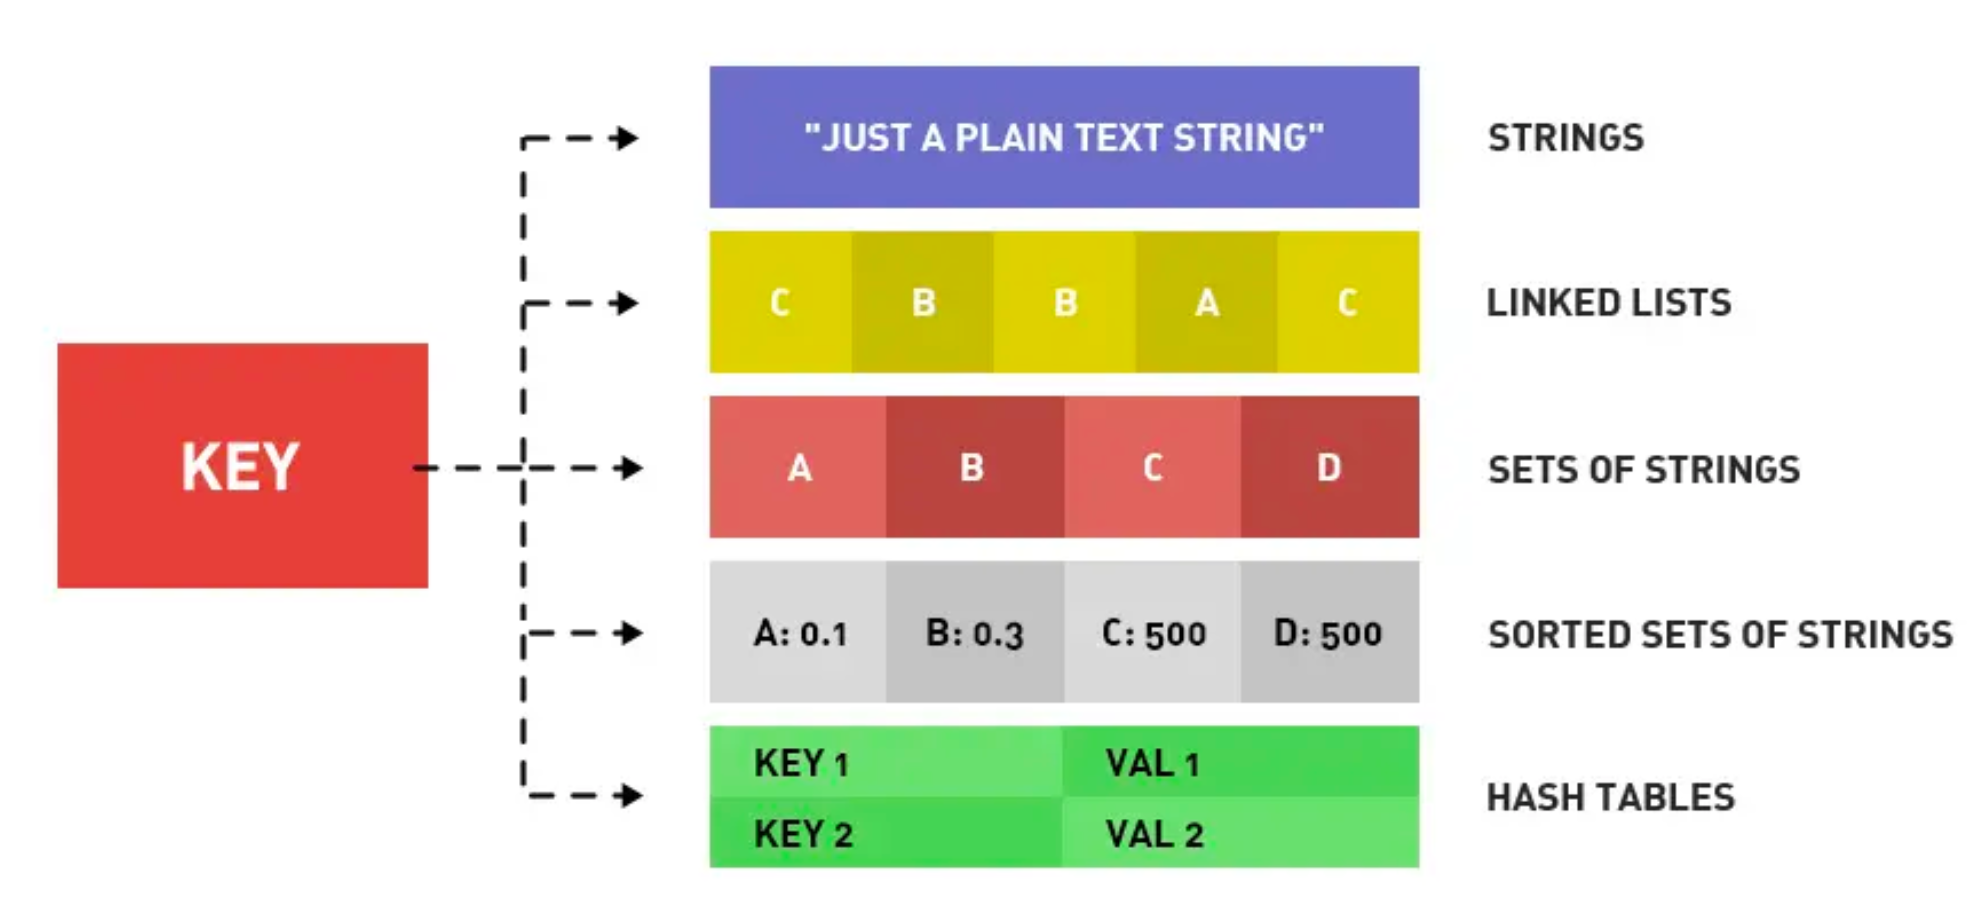 "JUST A PLAIN TEXT STRING" STRINGS
C B B A C LINKED LISTS
KEY
A B C D SETS OF STRINGS
A: 0.1 B: 0.3 C: 500 D: 500 SORTED SETS OF STRINGS
KEY 1 VAL 1
HASH TABLES
KEY 2 VAL 2